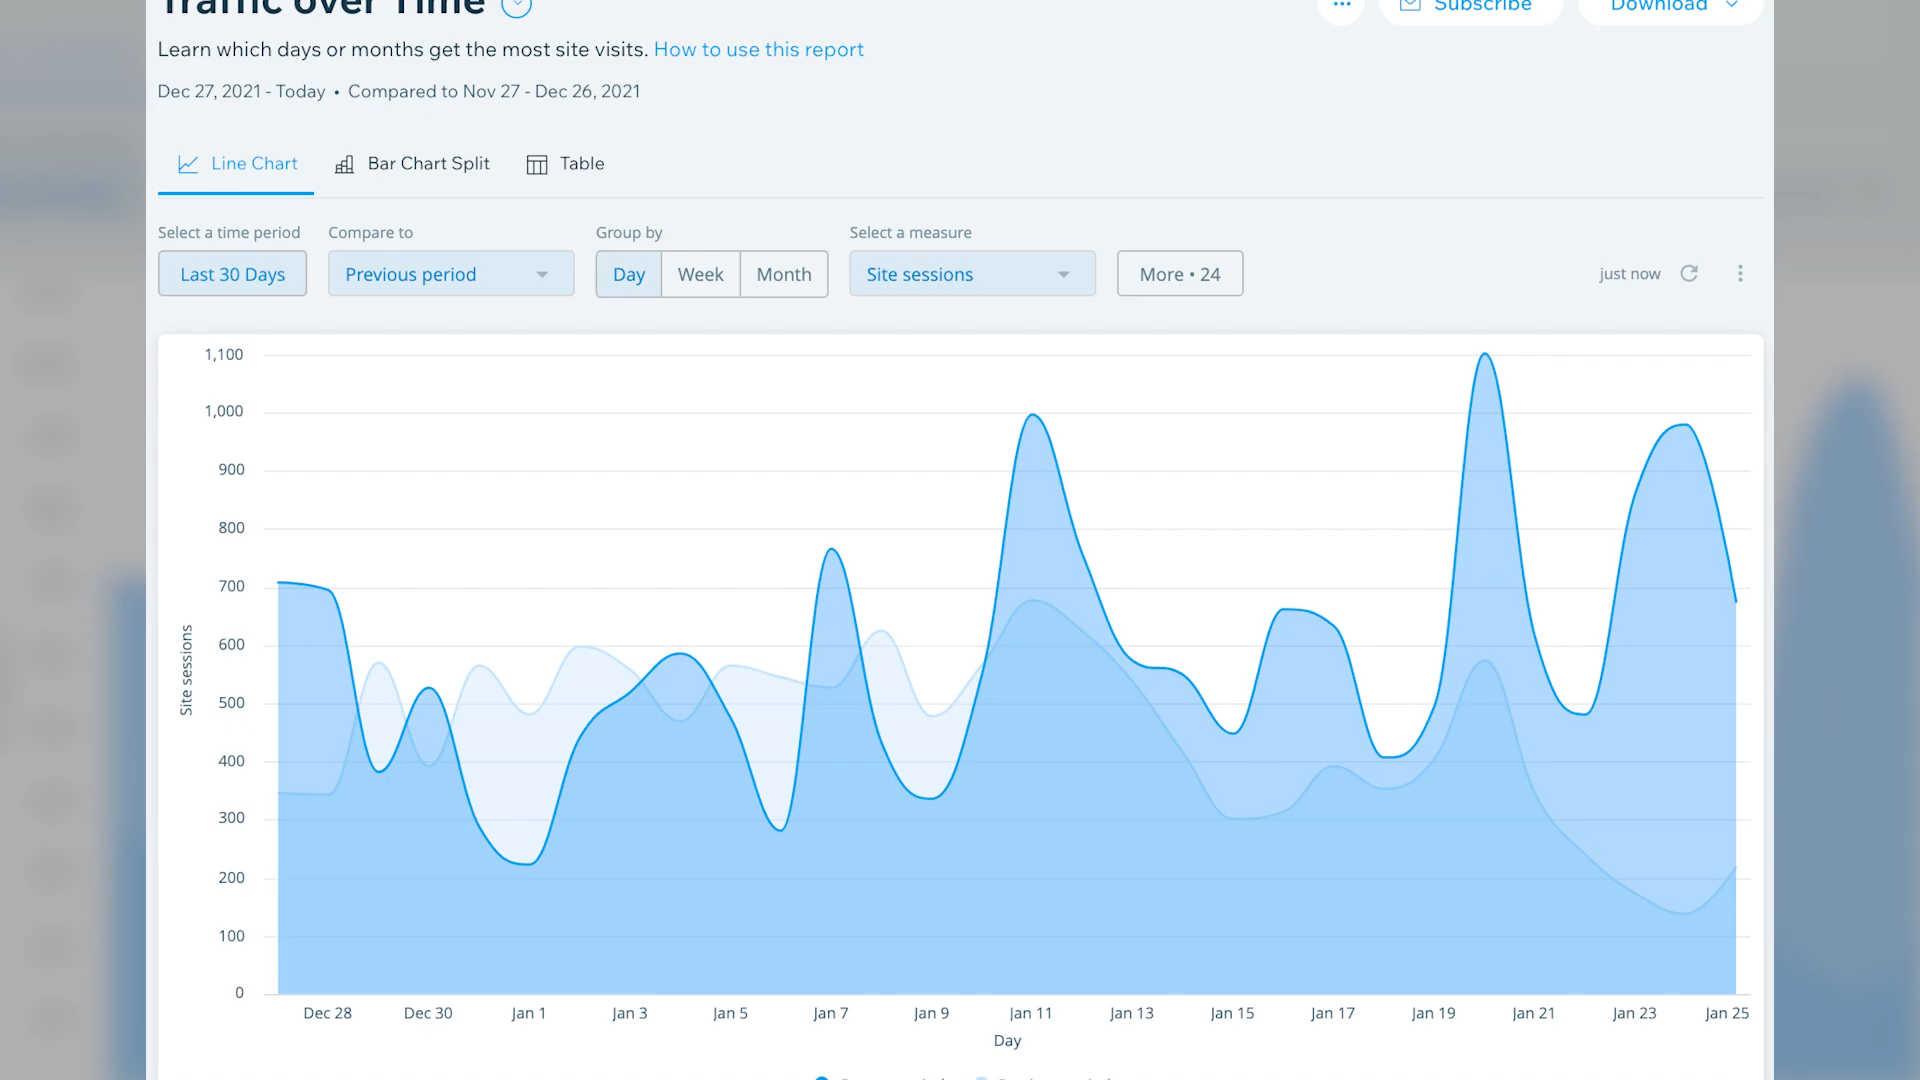 Traffic over Time
... Subscribe Download
Learn which days or months get the most site visits. How to use this report
Dec 27, 2021 - Today • Compared to Nov 27 - Dec 26, 2021
Line Chart Bar Chart Split Table
Select a time period Compare to Group by Select a measure
Last 30 Days Previous period Day Week Month Site sessions More • 24 just now
1,100
1,000
900
800
700
600
500
400
300
200
100
0
Site sessions
Dec 28 Dec 30 Jan 1 Jan 3 Jan 5 Jan 7 Jan 9 Jan 11 Jan 13 Jan 15 Jan 17 Jan 19 Jan 21 Jan 23 Jan 25
Day